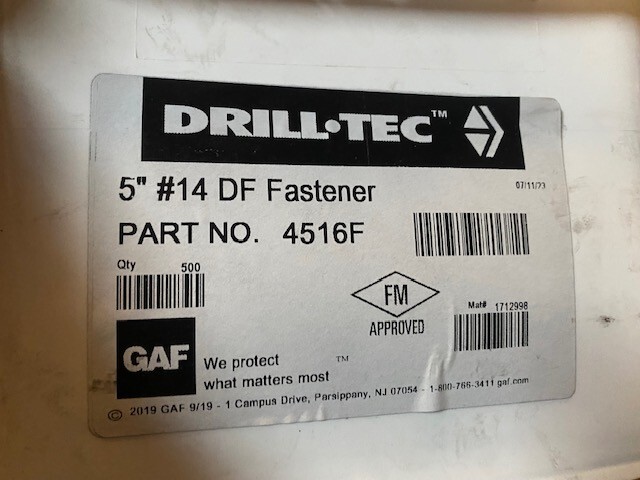 DRILL•TEC™
5" #14 DF Fastener
07/11/23
PART NO. 4516F
Qty 500
FM
APPROVED
Mat# 1712998
GAF
We protect ™
what matters most
© 2019 GAF 9/19 - 1 Campus Drive, Parsippany, NJ 07054 - 1-800-766-3411 gaf.com